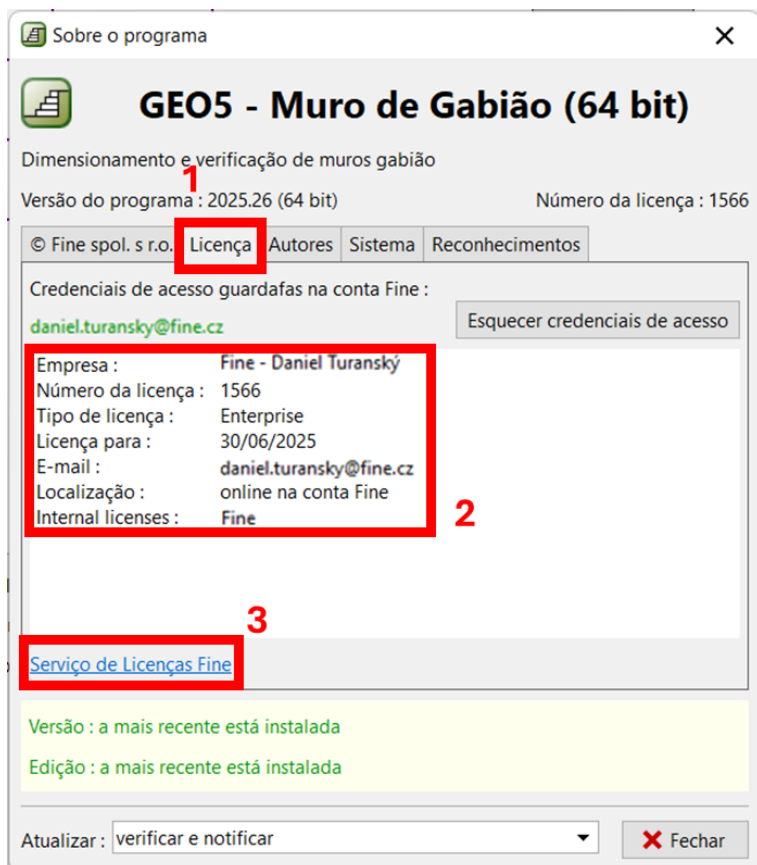 Sobre o programa
GEO5 - Muro de Gabião (64 bit)
Dimensionamento e verificação de muros gabião
1
Versão do programa : 2025.26 (64 bit) Número da licença : 1566
© Fine spol. s r.o. Licença Autores Sistema Reconhecimentos
Credenciais de acesso guardafas na conta Fine :
daniel.turansky@fine.cz Esquecer credenciais de acesso
Empresa : Fine - Daniel Turanský
Número da licença : 1566
Tipo de licença : Enterprise
Licença para : 30/06/2025
E-mail : daniel.turansky@fine.cz
Localização : online na conta Fine
Internal licenses : Fine
2
3
Serviço de Licenças Fine
Versão : a mais recente está instalada
Edição : a mais recente está instalada
Atualizar : verificar e notificar Fechar